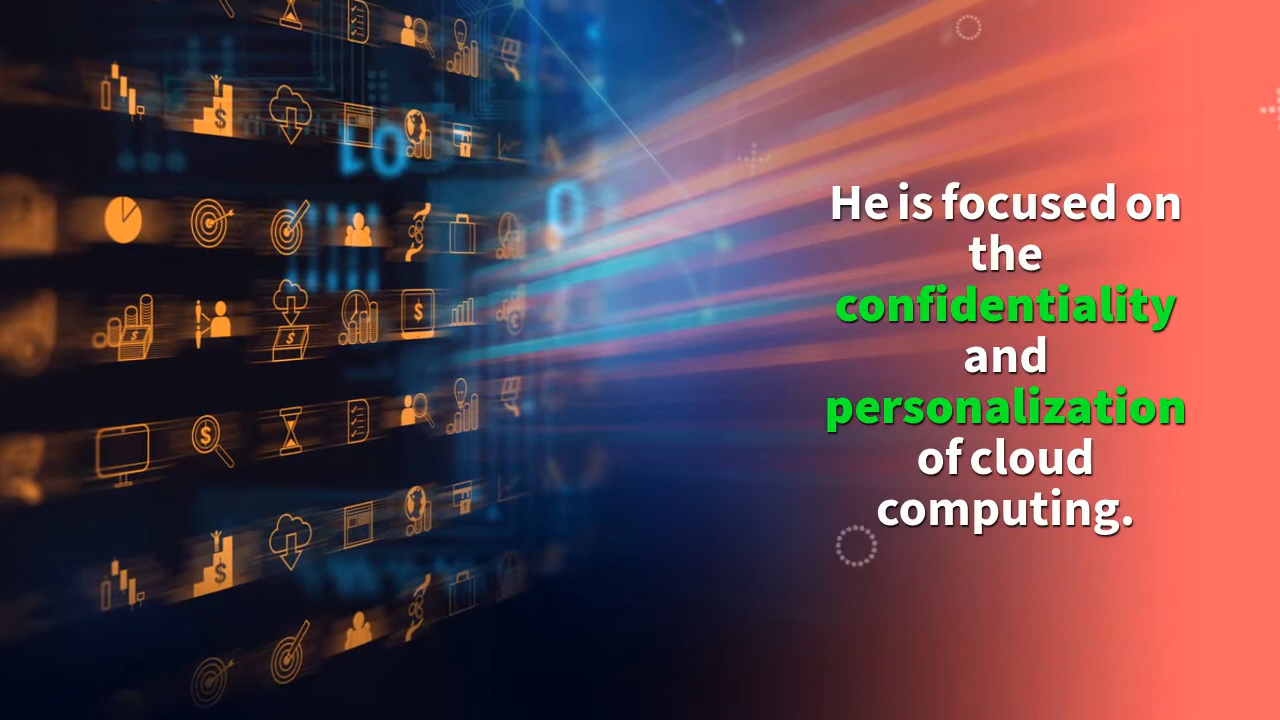 He is focused on
the
confidentiality
and
personalization
of cloud
computing.